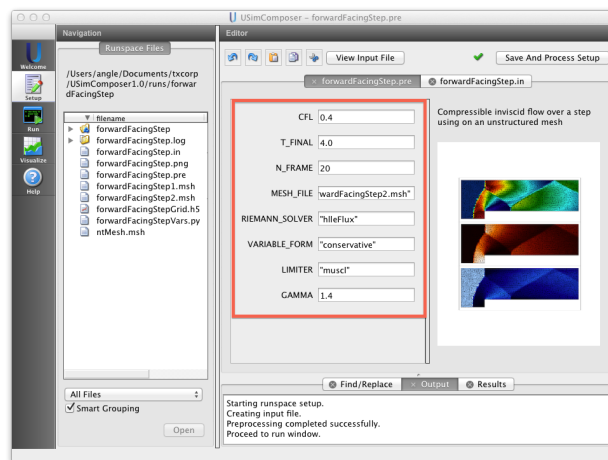 USimComposer – forwardFacingStep.pre
Navigation
Editor
Runspace Files
Welcome
Setup
Run
Visualize
Help
/Users/angle/Documents/txcorp
/USimComposer1.0/runs/forwar
dFacingStep
filename
forwardFacingStep
forwardFacingStep.log
forwardFacingStep.in
forwardFacingStep.png
forwardFacingStep.pre
forwardFacingStep1.msh
forwardFacingStep2.msh
forwardFacingStepGrid.h5
forwardFacingStepVars.py
ntMesh.msh
All Files
Smart Grouping
Open
View Input File
Save And Process Setup
forwardFacingStep.pre
forwardFacingStep.in
CFL 0.4
T_FINAL 4.0
N_FRAME 20
MESH_FILE wardFacingStep2.msh"
RIEMANN_SOLVER "hlleFlux"
VARIABLE_FORM "conservative"
LIMITER "muscl"
GAMMA 1.4
Compressible inviscid flow over a step
using on an unstructured mesh
Find/Replace
Output
Results
Starting runspace setup.
Creating input file.
Preprocessing completed successfully.
Proceed to run window.